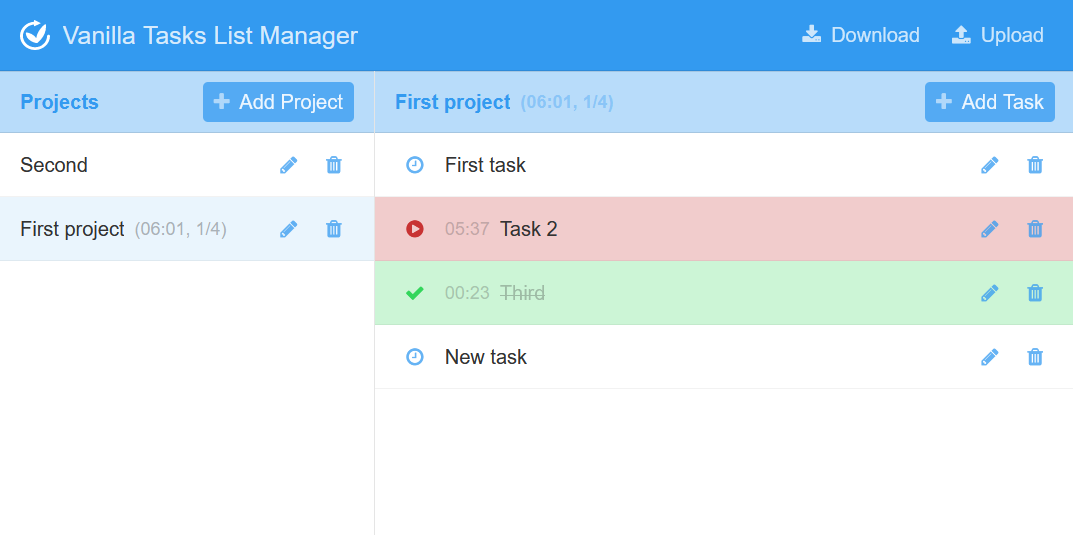 Vanilla Tasks List Manager
Download
Upload
Projects
Add Project
Second
First project (06:01, 1/4)
First project (06:01, 1/4)
Add Task
First task
05:37 Task 2
00:23 Third
New task